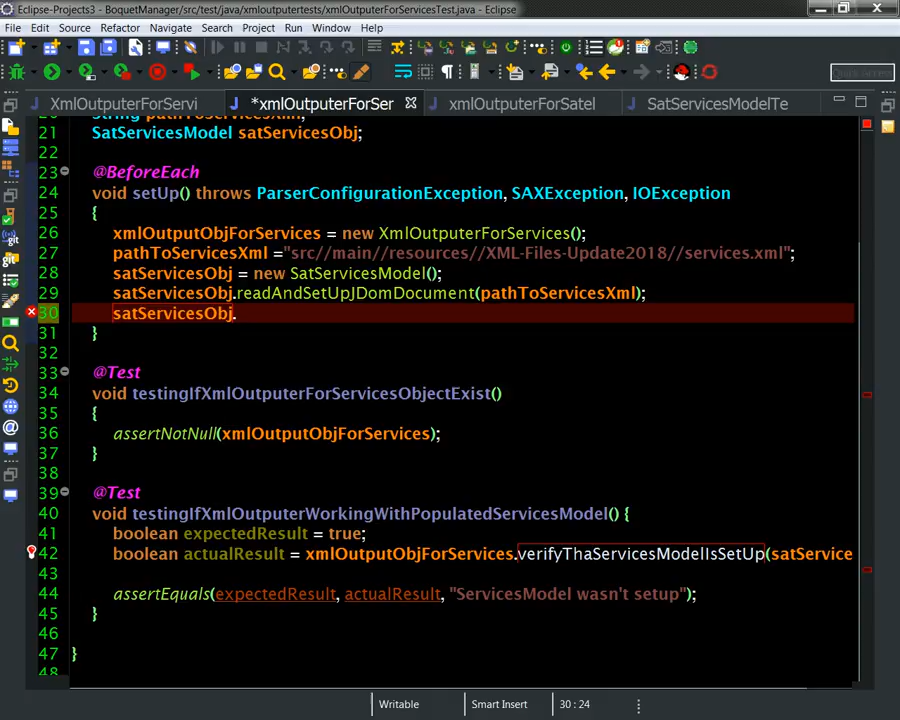 Eclipse-Projects3 - BoquetManager/src/test/java/xmloutputertests/xmlOutputerForServicesTest.java - Eclipse
File Edit Source Refactor Navigate Search Project Run Window Help
Quick Access
XmlOutputerForServi *xmlOutputerForSer xmlOutputerForSatel SatServicesModelTe
21 SatServicesModel satServicesObj;
22
23 @BeforeEach
24 void setUp() throws ParserConfigurationException, SAXException, IOException
25 {
26 xmlOutputObjForServices = new XmlOutputerForServices();
27 pathToServicesXml ="src//main//resources//XML-Files-Update2018//services.xml";
28 satServicesObj = new SatServicesModel();
29 satServicesObj.readAndSetUpJDomDocument(pathToServicesXml);
30 satServicesObj.
31 }
32
33 @Test
34 void testingIfXmlOutputerForServicesObjectExist()
35 {
36 assertNotNull(xmlOutputObjForServices);
37 }
38
39 @Test
40 void testingIfXmlOutputerWorkingWithPopulatedServicesModel() {
41 boolean expectedResult = true;
42 boolean actualResult = xmlOutputObjForServices.verifyThaServicesModelIsSetUp(satService
43
44 assertEquals(expectedResult, actualResult, "ServicesModel wasn't setup");
45 }
46
47 }
48
Writable Smart Insert 30 : 24